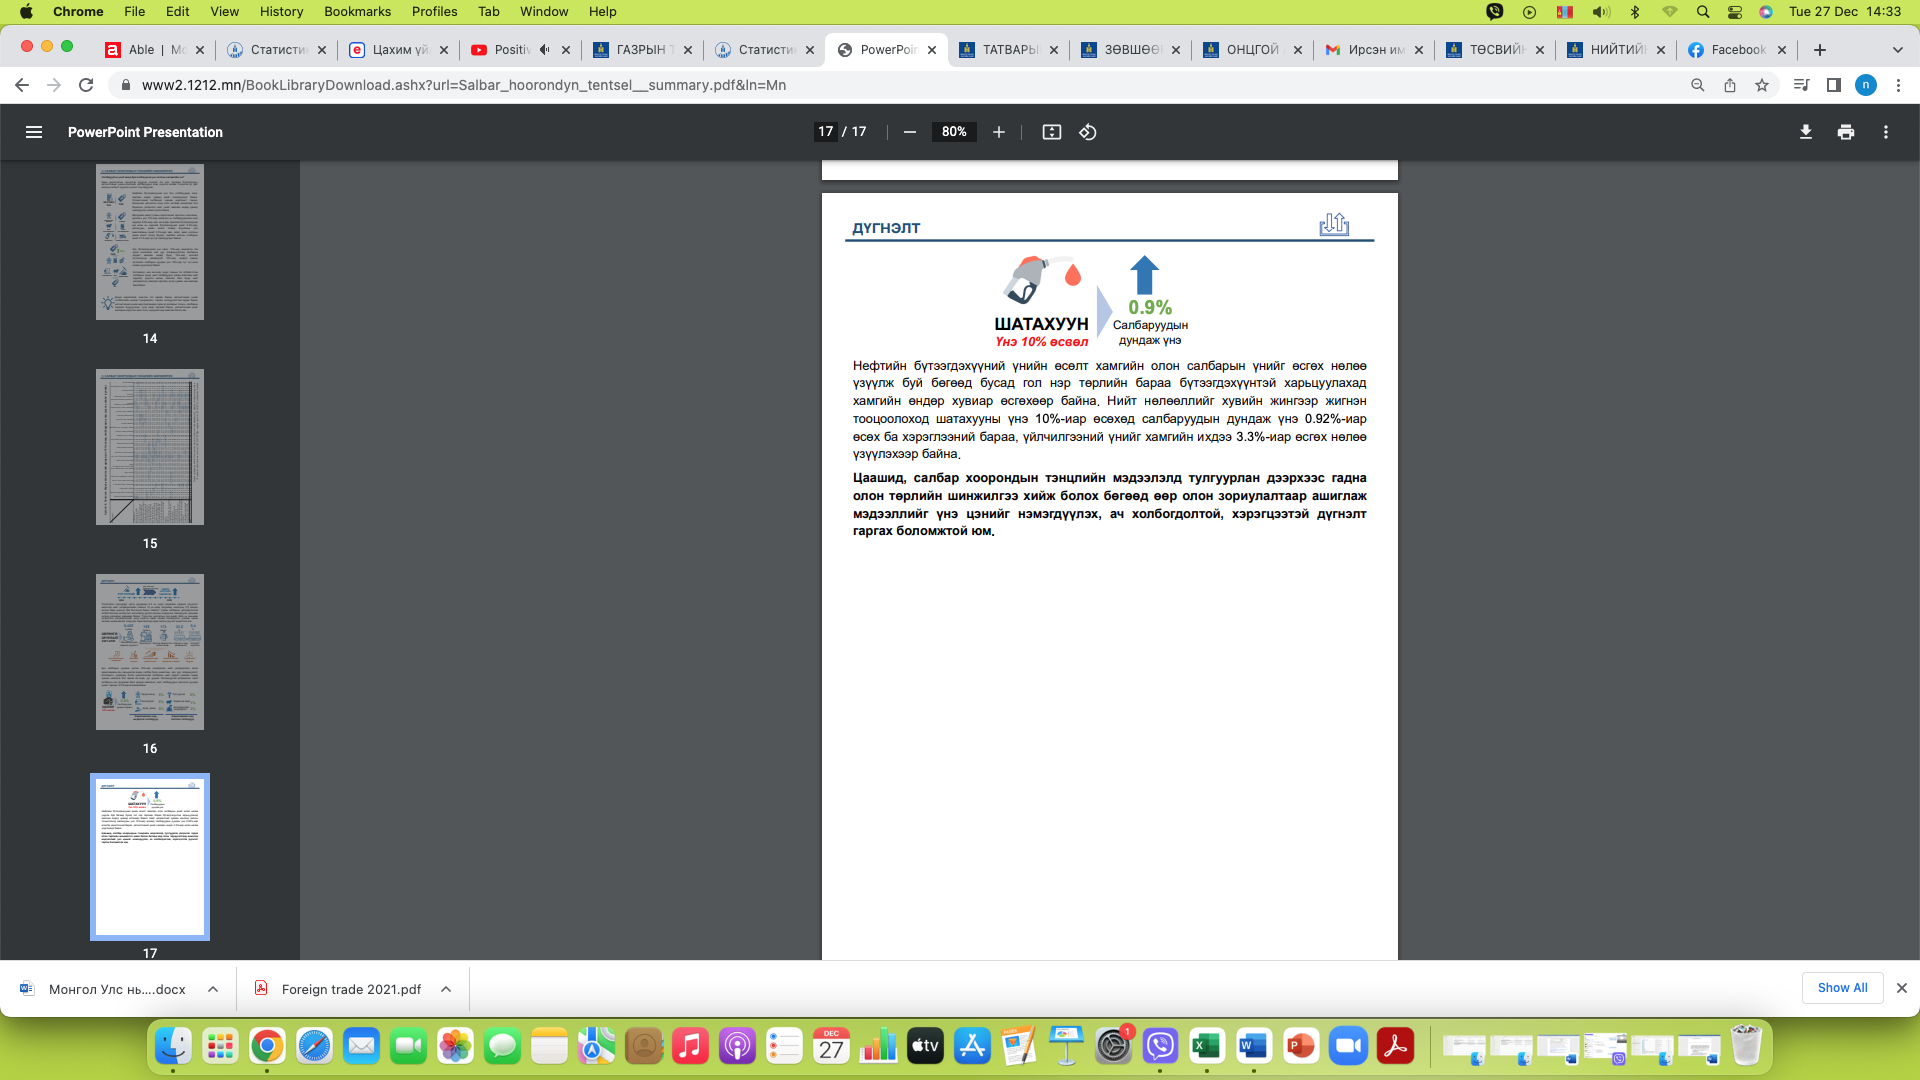 Chrome File Edit View History Bookmarks Profiles Tab Window Help Tue 27 Dec 14:33
Able | Мо Статисти Цахим үй Positiv ГАЗРЫН Т Статисти PowerPoin ТАТВАРЫ ЗӨВШӨӨ ОНЦГОЙ Ирсэн им ТӨСВИЙН НИЙТИЙН Facebook
www2.1212.mn/BookLibraryDownload.ashx?url=Salbar_hoorondyn_tentsel__summary.pdf&ln=Mn n
PowerPoint Presentation 17 / 17 80%
14
15
16
17
ДҮГНЭЛТ
0.9%
ШАТАХУУН Салбаруудын
Үнэ 10% өсвөл дундаж үнэ
Нефтийн бүтээгдэхүүний үнийн өсөлт хамгийн олон салбарын үнийг өсгөх нөлөө
үзүүлж буй бөгөөд бусад гол нэр төрлийн бараа бүтээгдэхүүнтэй харьцуулахад
хамгийн өндөр хувиар өсгөхөөр байна. Нийт нөлөөллийг хувийн жингээр жигнэн
тооцоолоход шатахууны үнэ 10%-иар өсөхөд салбаруудын дундаж үнэ 0.92%-иар
өсөх ба хэрэглээний бараа, үйлчилгээний үнийг хамгийн ихдээ 3.3%-иар өсгөх нөлөө
үзүүлэхээр байна.
Цаашид, салбар хоорондын тэнцлийн мэдээлэлд тулгуурлан дээрхээс гадна
олон төрлийн шинжилгээ хийж болох бөгөөд өөр олон зориулалтаар ашиглаж
мэдээллийг үнэ цэнийг нэмэгдүүлэх, ач холбогдолтой, хэрэгцээтэй дүгнэлт
гаргах боломжтой юм.
Монгол Улс нь....docx Foreign trade 2021.pdf Show All
DEC
27
tv
1